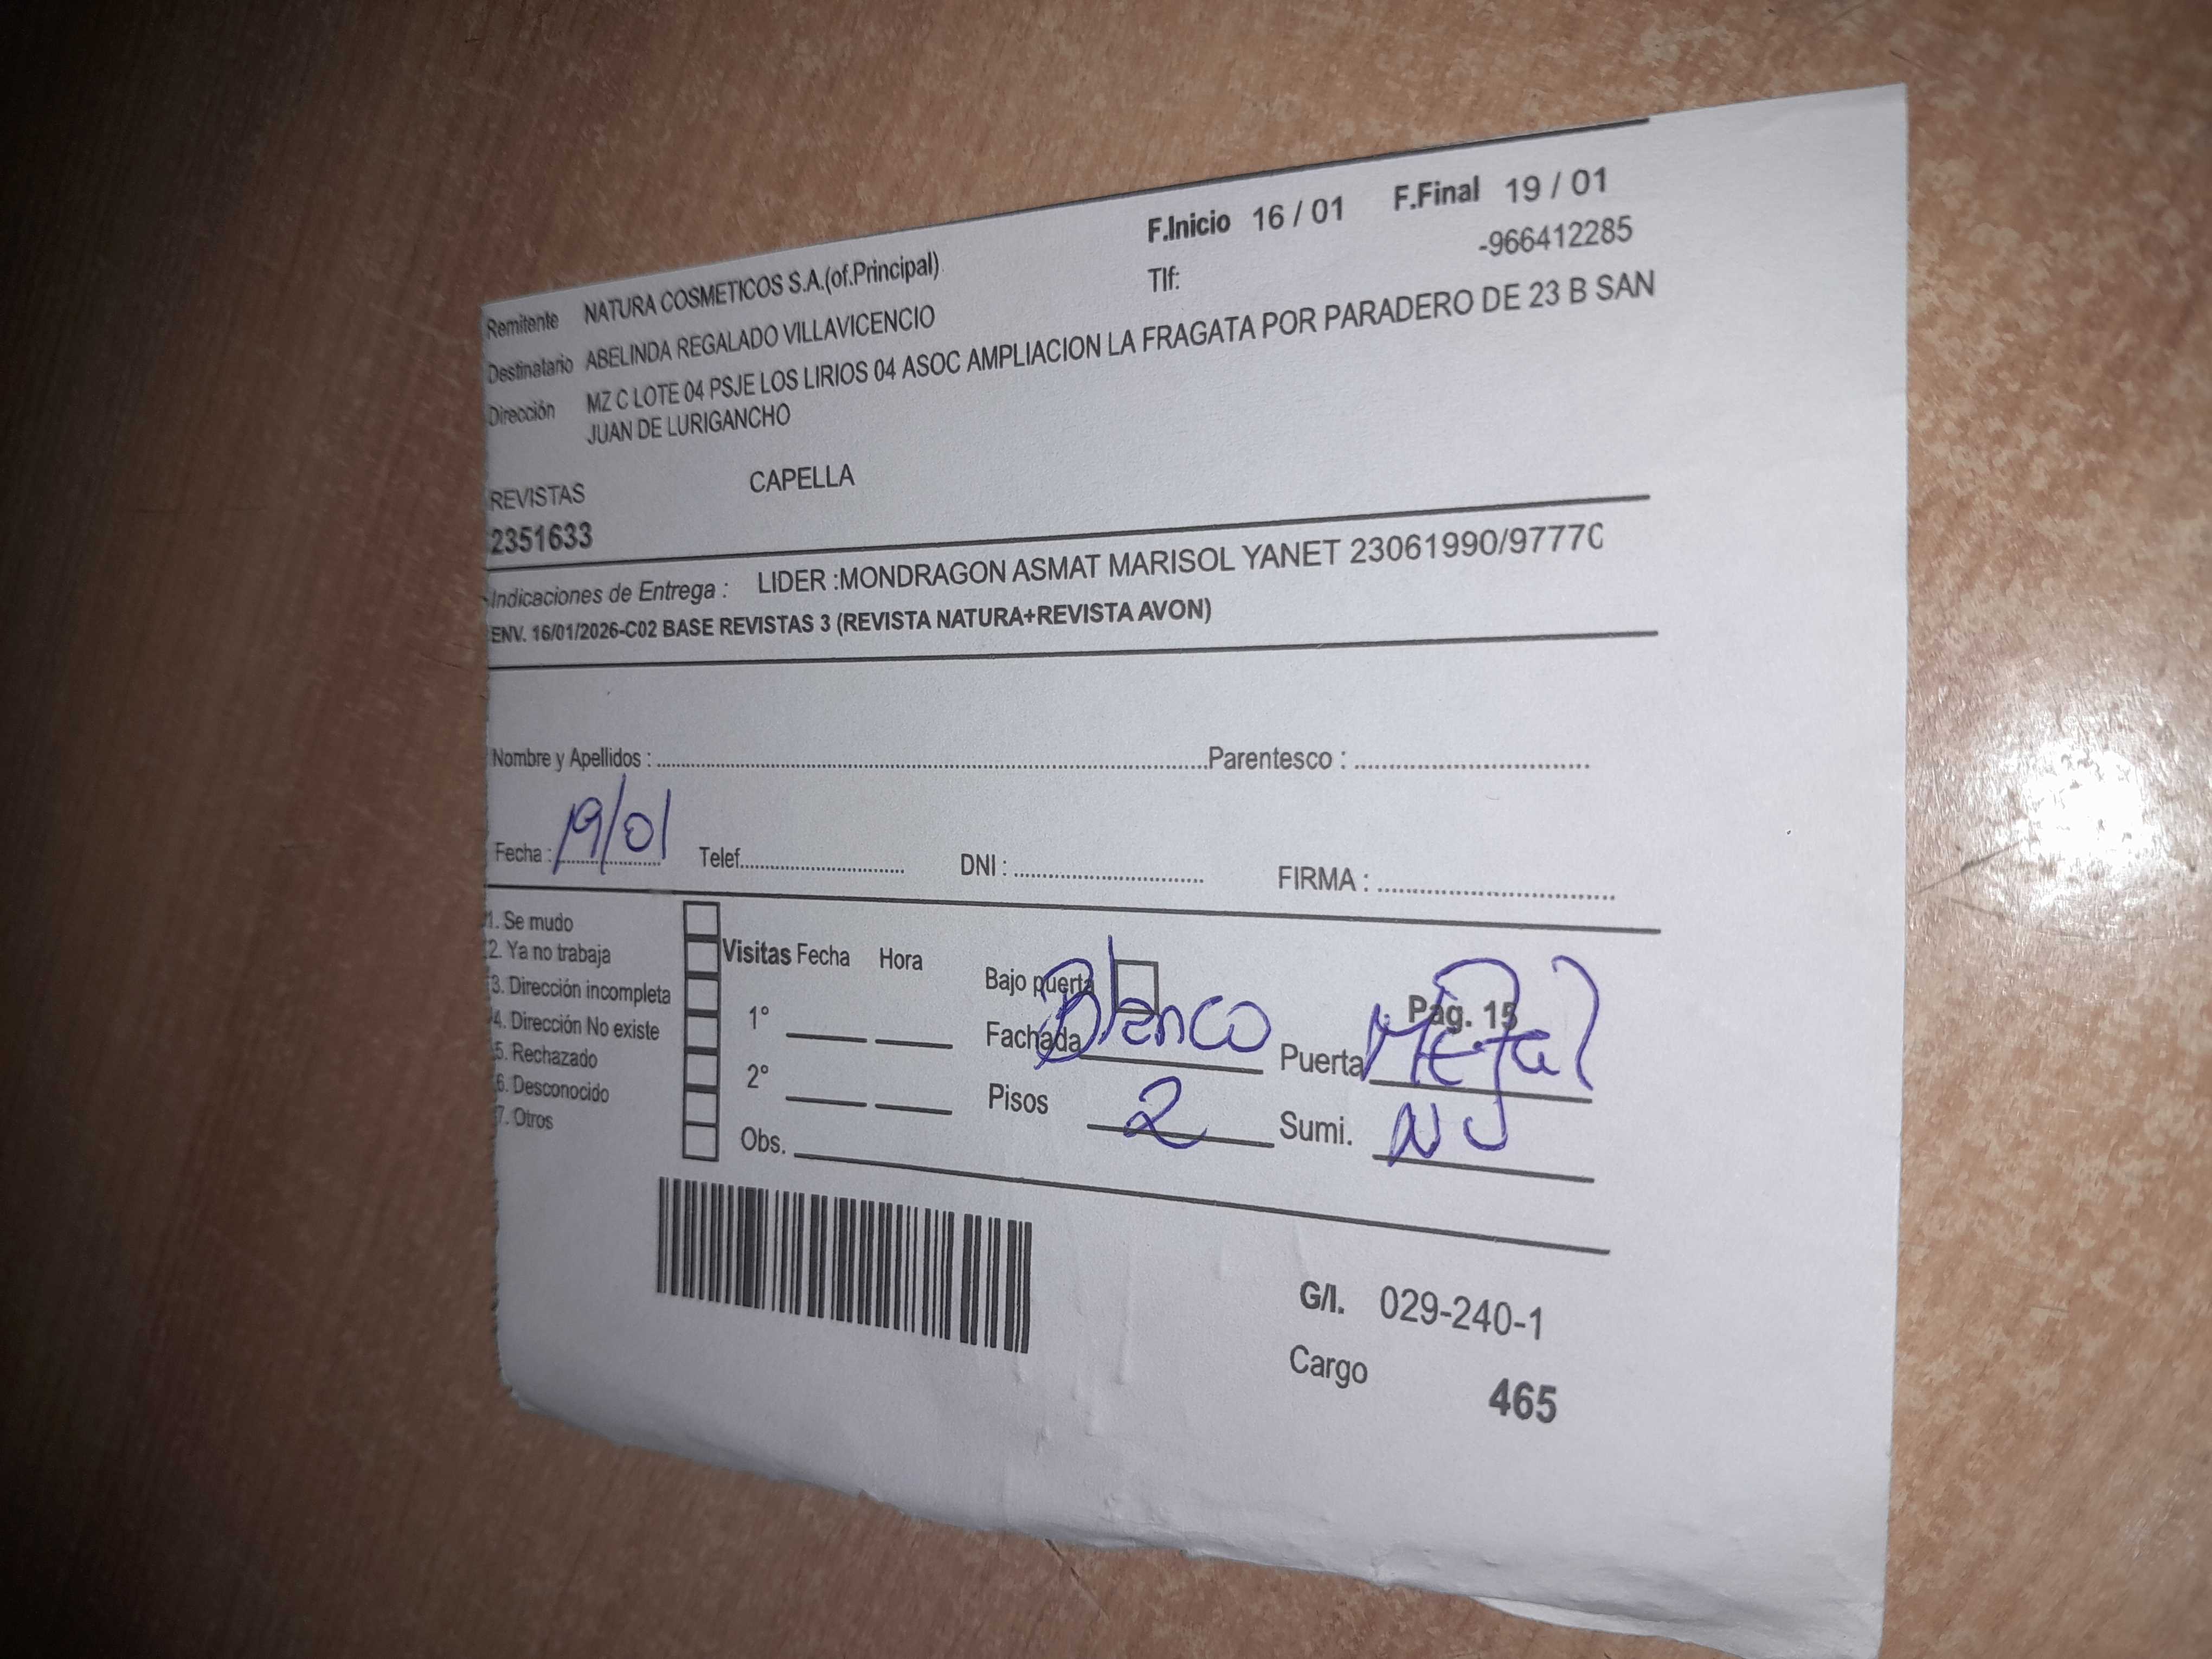 F.Inicio 16 / 01 F.Final 19 / 01
Remitente NATURA COSMETICOS S.A.(of.Principal) Tlf: -966412285
Destinatario ABELINDA REGALADO VILLAVICENCIO
Dirección MZ C LOTE 04 PSJE LOS LIRIOS 04 ASOC AMPLIACION LA FRAGATA POR PARADERO DE 23 B SAN
JUAN DE LURIGANCHO
REVISTAS CAPELLA
2351633
Indicaciones de Entrega : LIDER :MONDRAGON ASMAT MARISOL YANET 23061990/9777
ENV. 16/01/2026-C02 BASE REVISTAS 3 (REVISTA NATURA+REVISTA AVON)
Nombre y Apellidos : Parentesco :
Fecha : 19/01 Telef. DNI : FIRMA :
1. Se mudo
2. Ya no trabaja
3. Dirección incompleta
4. Dirección No existe
5. Rechazado
6. Desconocido
7. Otros
Visitas Fecha Hora
1°
2°
Obs.
Bajo puerta Pag. 15
Fachada Blanco Puerta Metal
Pisos 2 Sumi.
G/I. 029-240-1
Cargo 465